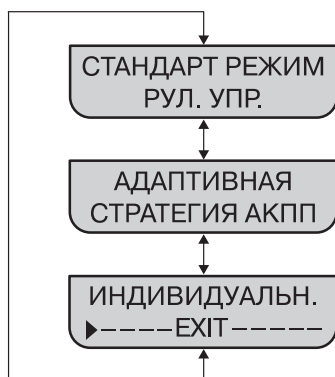 СТАНДАРТ РЕЖИМ
РУЛ. УПР.
АДАПТИВНАЯ
СТРАТЕГИЯ АКПП
ИНДИВИДУАЛЬН.
----EXIT-----